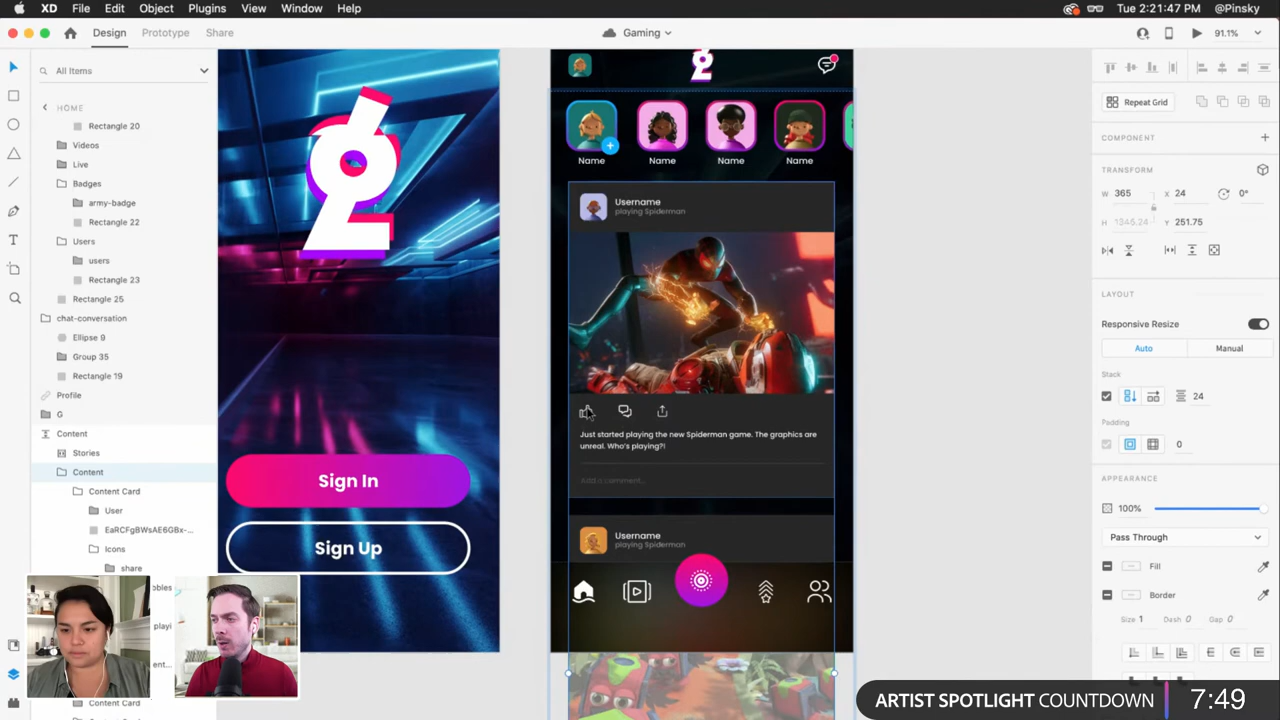 XD File Edit Object Plugins View Window Help
Tue 2:21:47 PM @Pinsky
Design Prototype Share
Gaming
91.1%
All Items
HOME
Rectangle 20
Videos
Live
Badges
army-badge
Rectangle 22
Users
users
Rectangle 23
Rectangle 25
chat-conversation
Ellipse 9
Group 35
Rectangle 19
Profile
G
Content
Stories
Content
Content Card
User
EaRCFgBWsAE6GBx-...
Icons
share
Content Card
Sign In
Sign Up
Name Name Name Name
Username
playing Spiderman
Just started playing the new Spiderman game. The graphics are
unreal. Who's playing?!
Add a comment...
Username
playing Spiderman
Repeat Grid
COMPONENT
TRANSFORM
W 365 X 24 0°
H 1346.24 Y 251.75
LAYOUT
Responsive Resize
Auto Manual
Stack
24
Padding
0
APPEARANCE
100%
Pass Through
Fill
Border
Size 1 Dash 0 Gap 0
ARTIST SPOTLIGHT COUNTDOWN 7:49